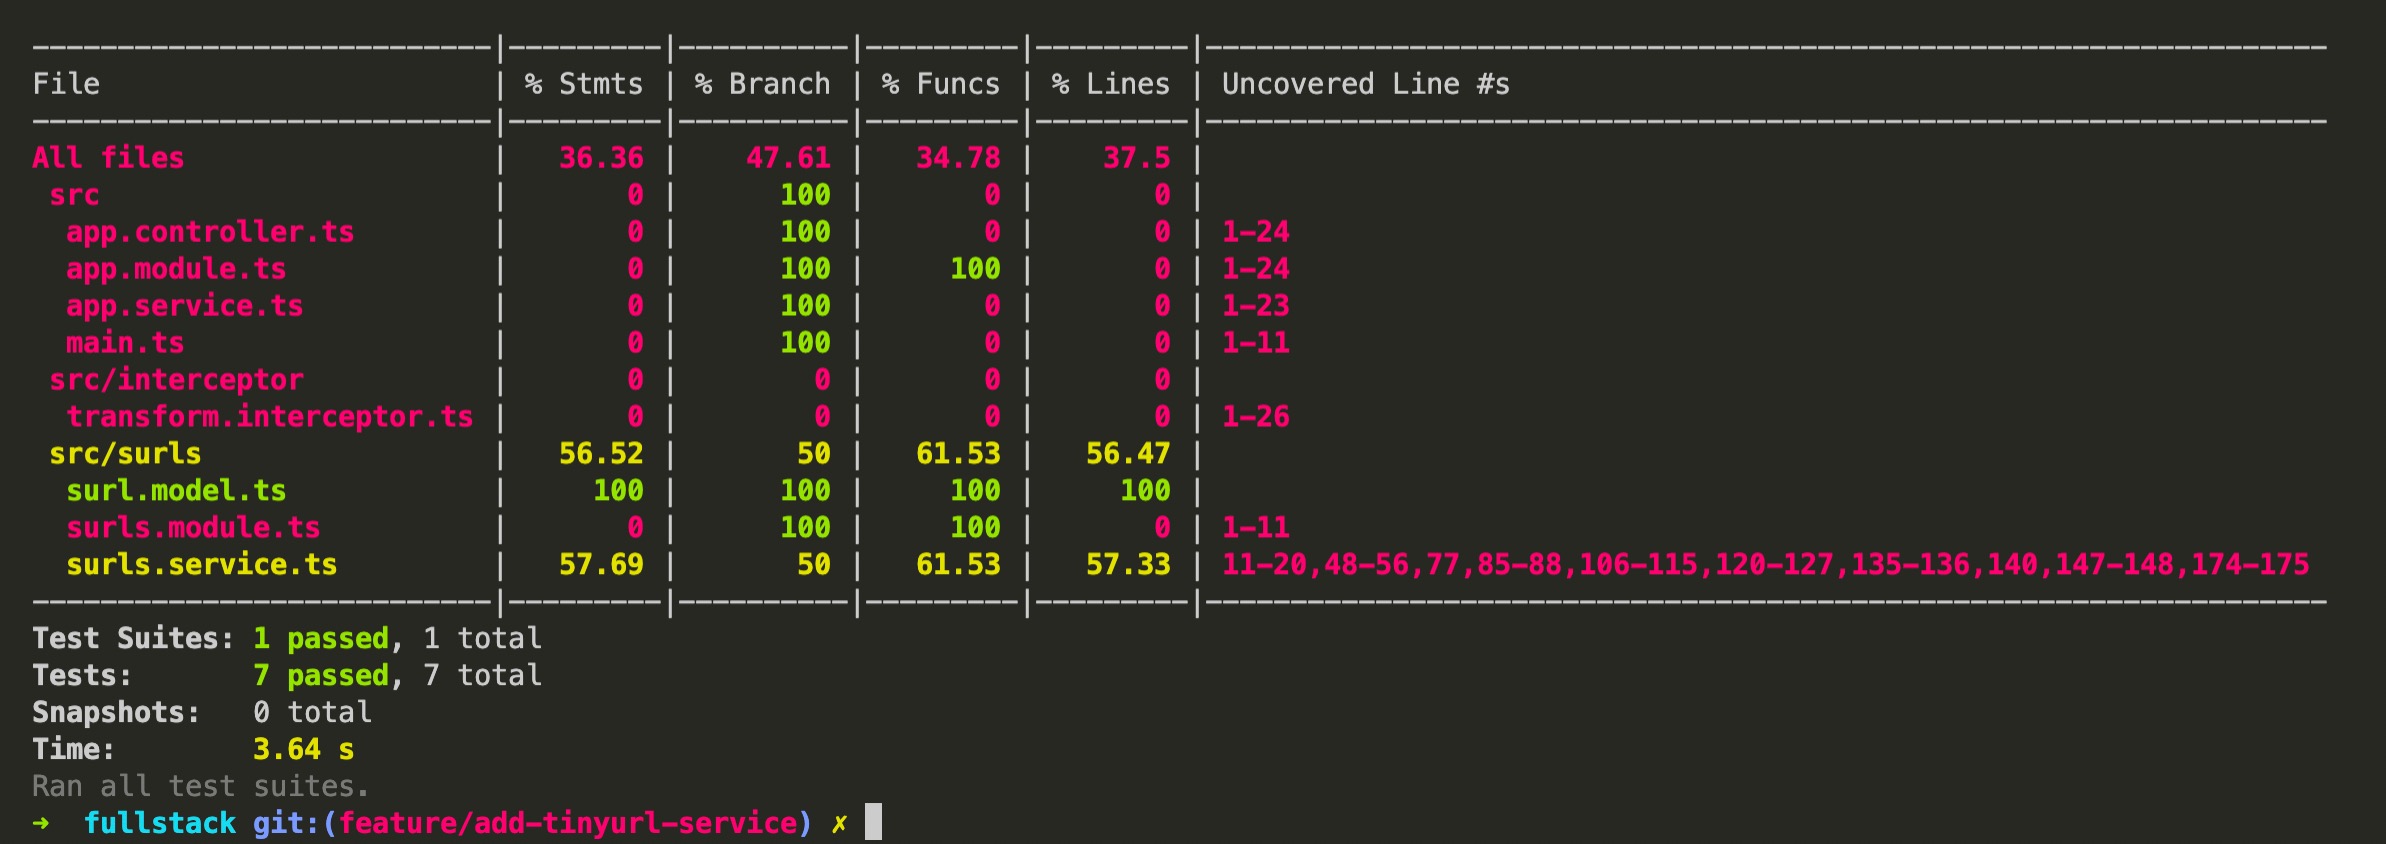 ---------------------------|---------|----------|---------|---------|------------------------------------------------------------------
File                       | % Stmts | % Branch | % Funcs | % Lines | Uncovered Line #s
---------------------------|---------|----------|---------|---------|------------------------------------------------------------------
All files                  |   36.36 |    47.61 |   34.78 |    37.5 |
 src                       |       0 |      100 |       0 |       0 |
  app.controller.ts        |       0 |      100 |       0 |       0 | 1-24
  app.module.ts            |       0 |      100 |     100 |       0 | 1-24
  app.service.ts           |       0 |      100 |       0 |       0 | 1-23
  main.ts                  |       0 |      100 |       0 |       0 | 1-11
 src/interceptor           |       0 |        0 |       0 |       0 |
  transform.interceptor.ts |       0 |        0 |       0 |       0 | 1-26
 src/surls                 |   56.52 |       50 |   61.53 |   56.47 |
  surl.model.ts            |     100 |      100 |     100 |     100 |
  surls.module.ts          |       0 |      100 |     100 |       0 | 1-11
  surls.service.ts         |   57.69 |       50 |   61.53 |   57.33 | 11-20,48-56,77,85-88,106-115,120-127,135-136,140,147-148,174-175
---------------------------|---------|----------|---------|---------|------------------------------------------------------------------
Test Suites: 1 passed, 1 total
Tests:       7 passed, 7 total
Snapshots:   0 total
Time:        3.64 s
Ran all test suites.
➜  fullstack git:(feature/add-tinyurl-service) ✗